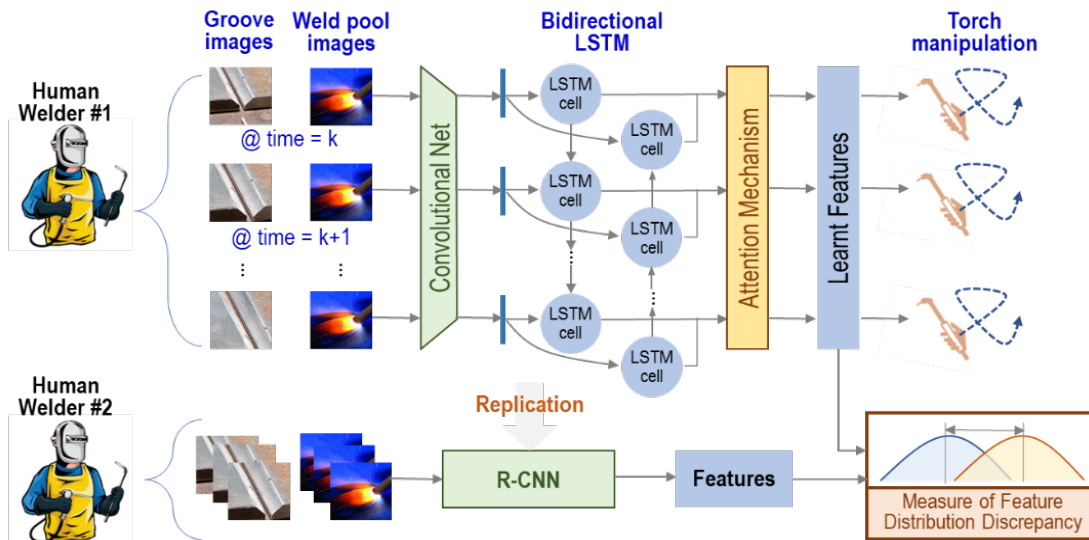 Groove
images
Weld pool
images
Bidirectional
LSTM
Torch
manipulation
Human
Welder #1
@ time = k
@ time = k+1
...
Convolutional Net
LSTM
cell
LSTM
cell
LSTM
cell
LSTM
cell
LSTM
cell
LSTM
cell
Attention Mechanism
Learnt Features
Human
Welder #2
Replication
R-CNN
Features
Measure of Feature
Distribution Discrepancy